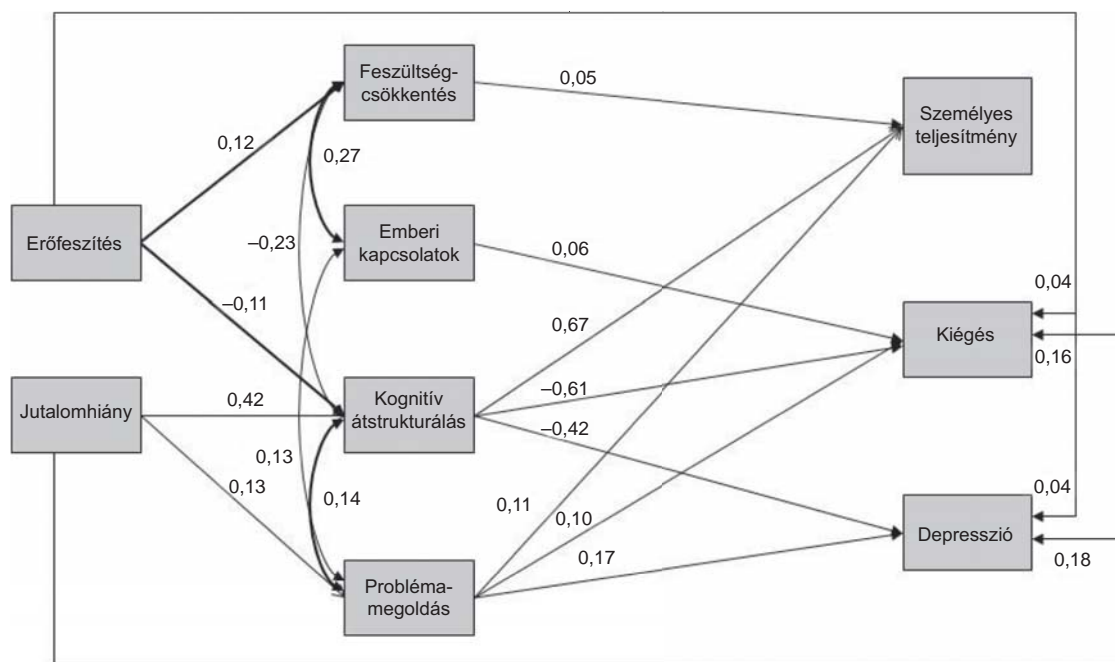 Feszültség-
csökkentés
0,05
Személyes
teljesítmény
0,12
0,27
Erőfeszítés
–0,23
Emberi
kapcsolatok
0,06
0,04
–0,11
0,67
Kiégés
0,16
Jutalomhiány
0,42
Kognitív
átstrukturálás
–0,61
–0,42
0,13
0,13
0,14
0,11
0,10
0,04
Depresszió
0,17
0,18
Probléma-
megoldás